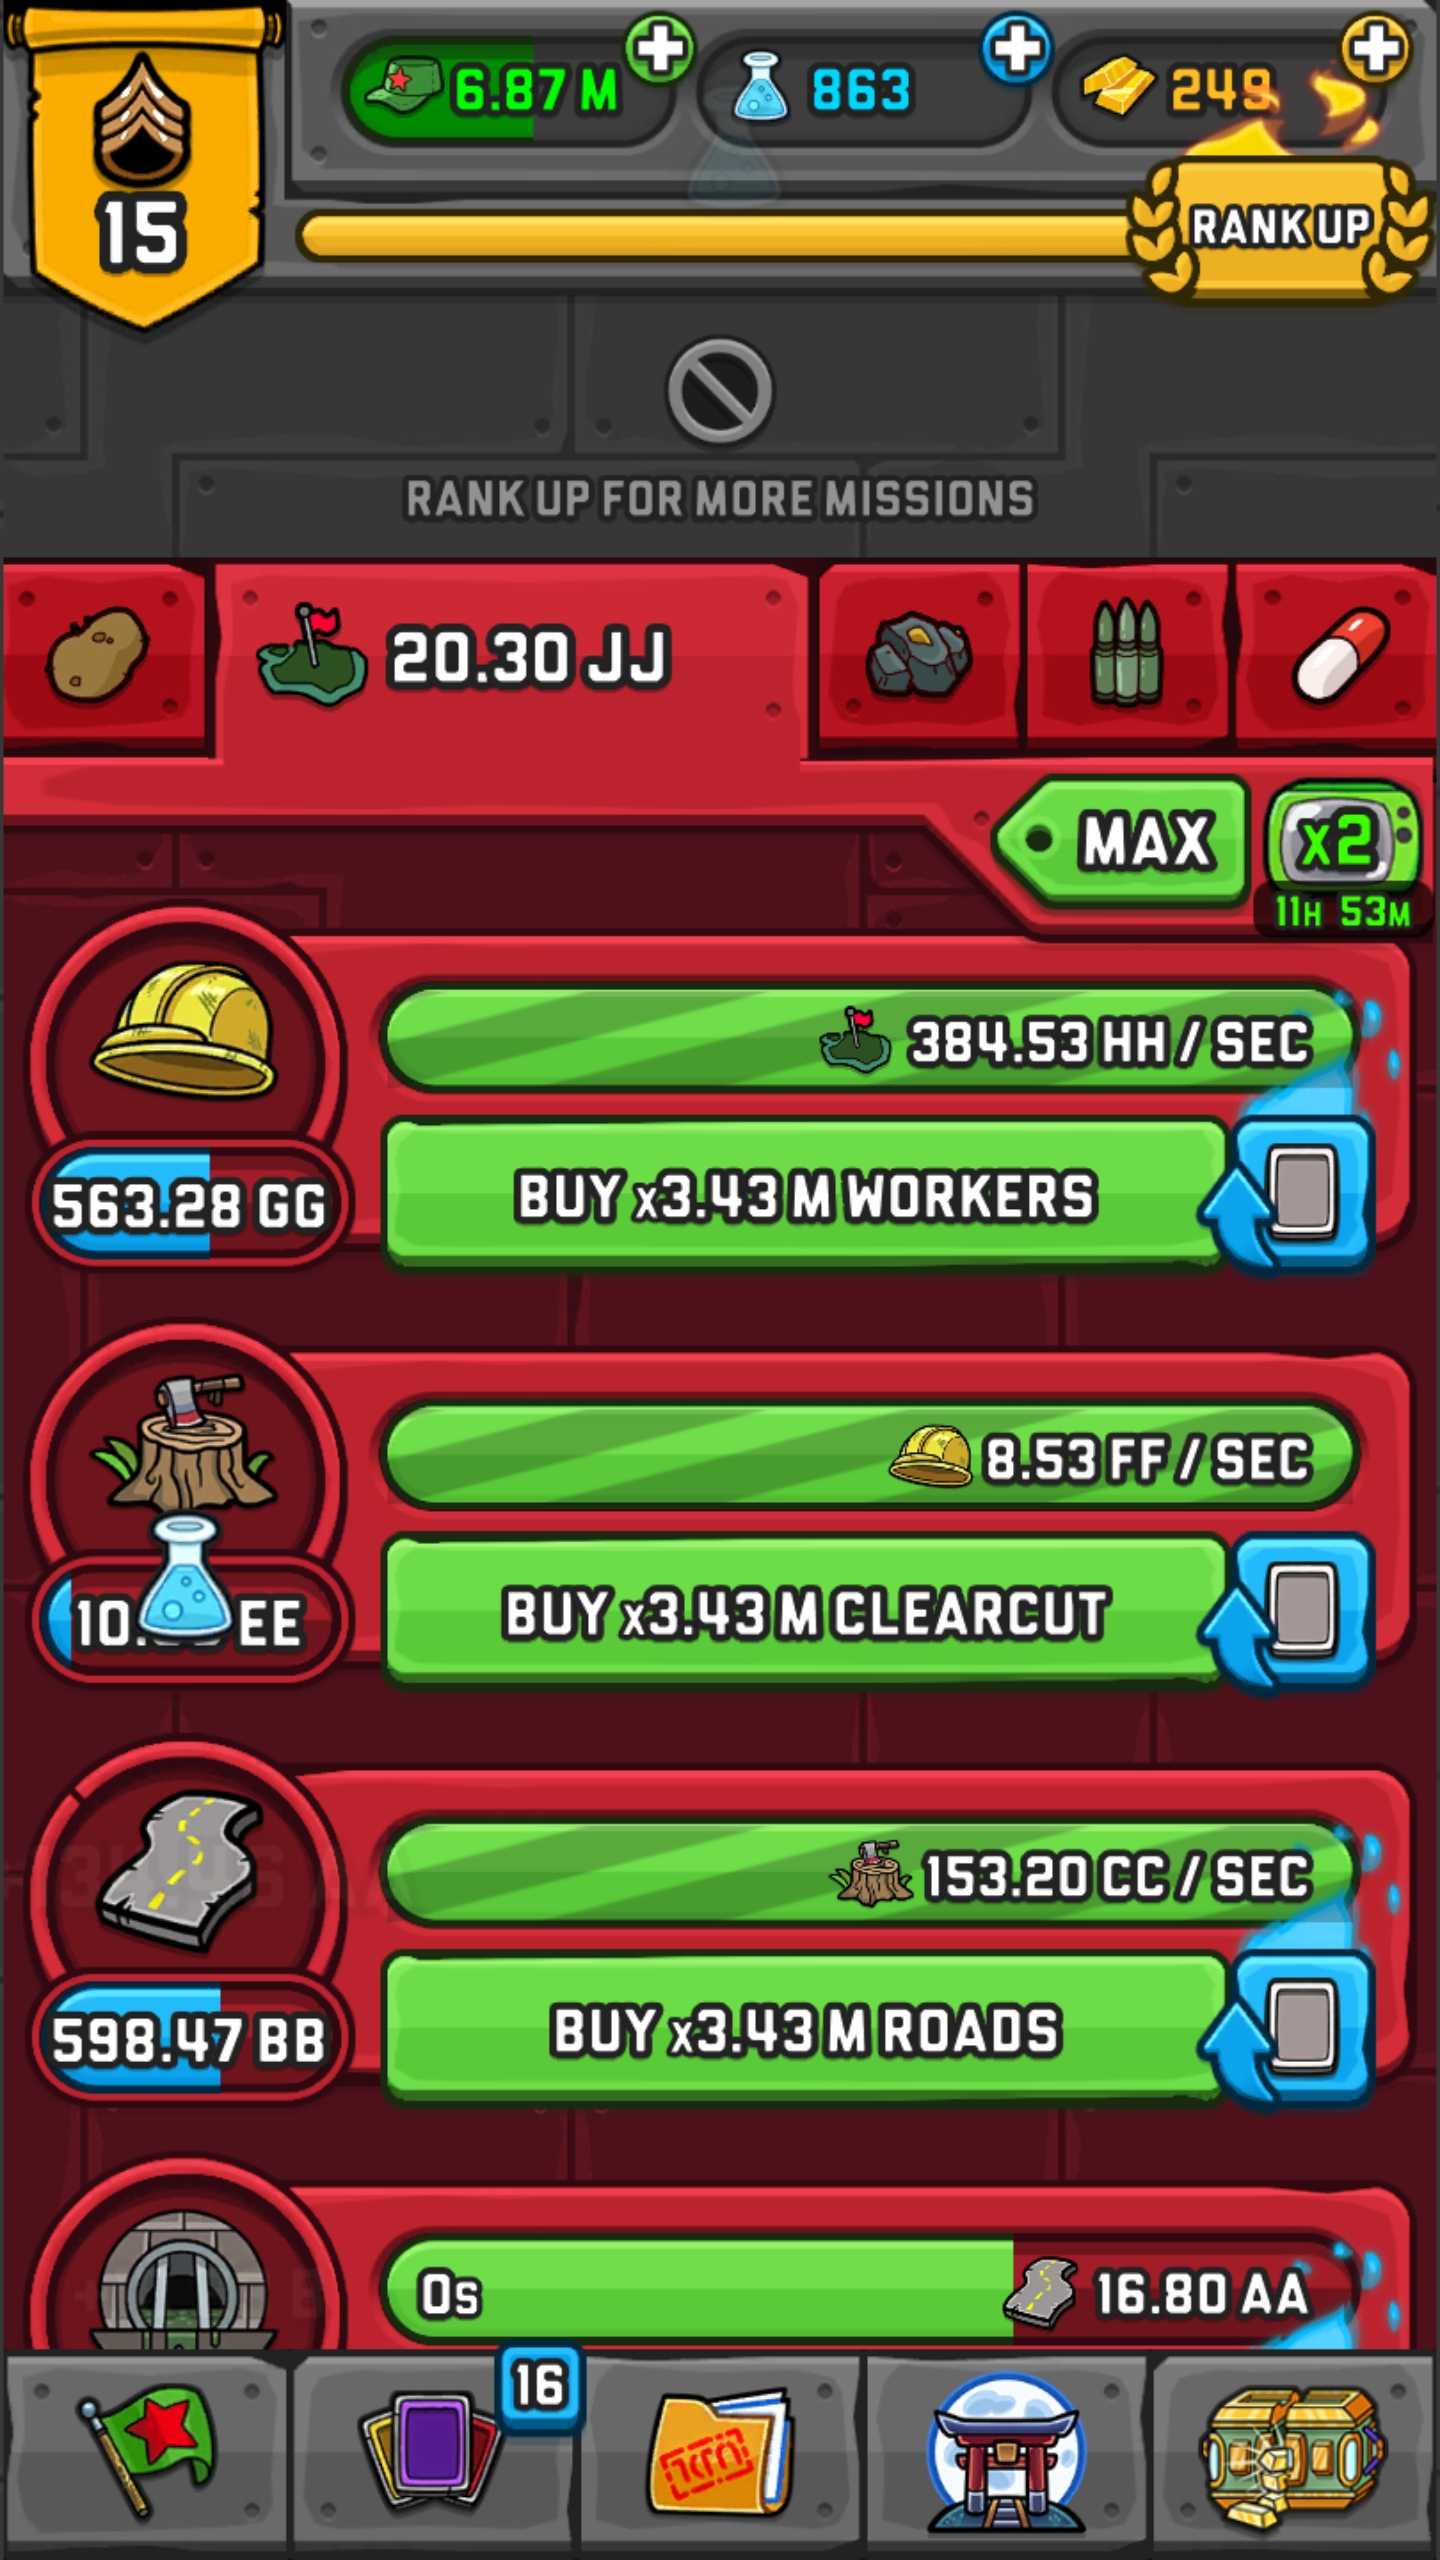 6.87 M
863
249
15
RANK UP
RANK UP FOR MORE MISSIONS
20.30 JJ
MAX
x2
11H 53M
384.53 HH / SEC
563.28 GG
BUY x3.43 M WORKERS
8.53 FF / SEC
10. EE
BUY x3.43 M CLEARCUT
153.20 CC / SEC
598.47 BB
BUY x3.43 M ROADS
0s
16.80 AA
16